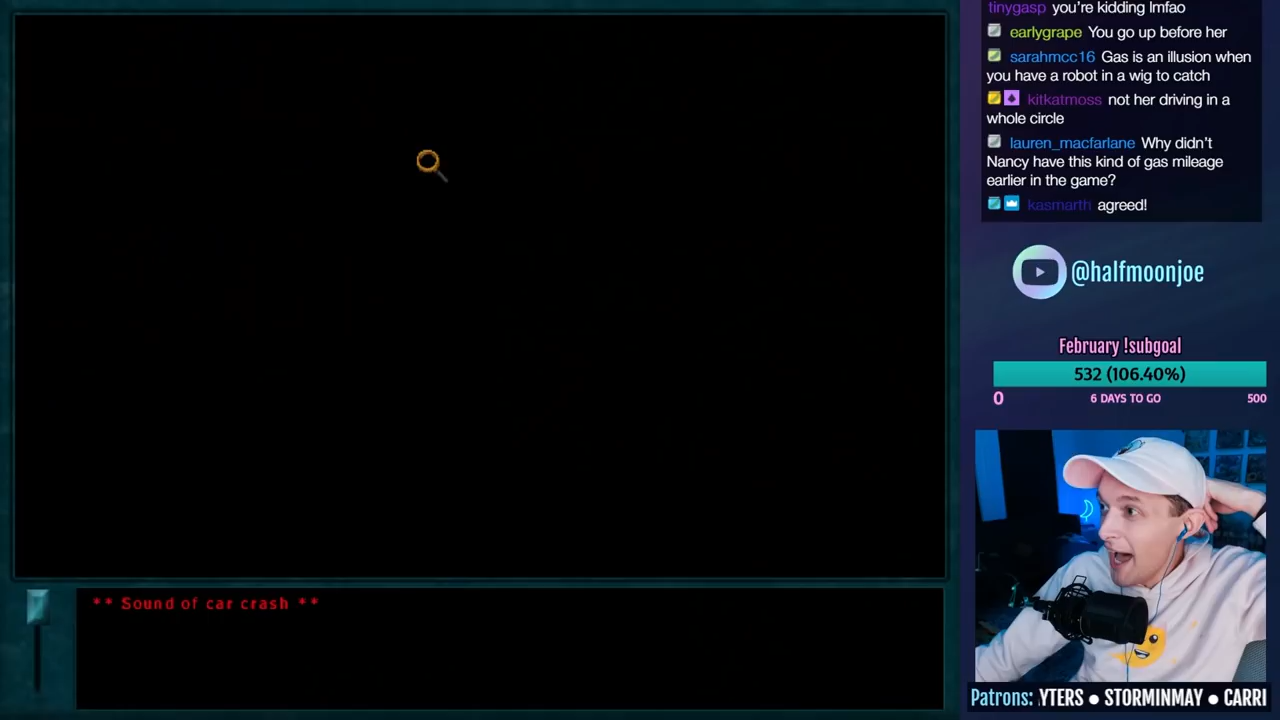 tinygasp you're kidding lmfao
earlygrape You go up before her
sarahmcc16 Gas is an illusion when
you have a robot in a wig to catch
kitkatmoss not her driving in a
whole circle
lauren_macfarlane Why didn't
Nancy have this kind of gas mileage
earlier in the game?
kasmarth agreed!
@halfmoonjoe
February !subgoal
532 (106.40%)
0 6 DAYS TO GO 500
** Sound of car crash **
Patrons: YTERS ● STORMINMAY ● CARRI